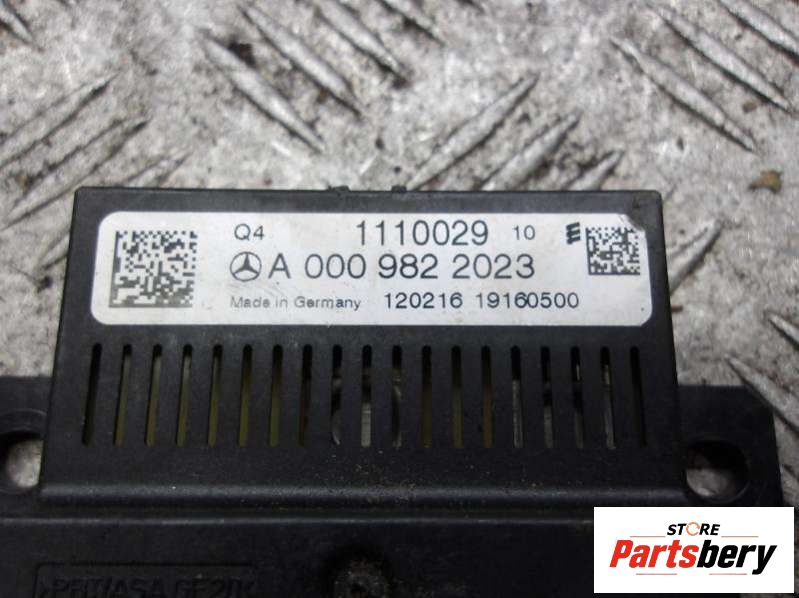 Q4 1110029 10
A 000 982 2023
Made in Germany 120216 19160500
STORE
Partsbery